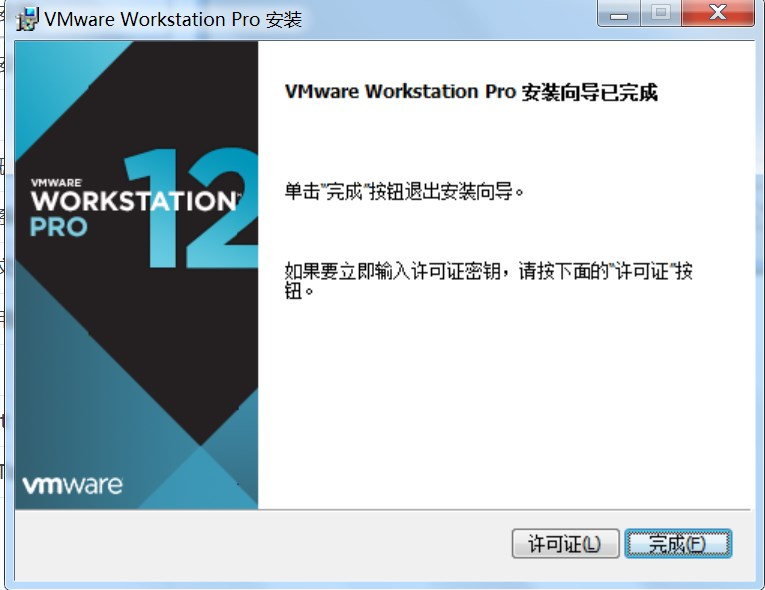 VMware Workstation Pro 安装
VMware Workstation Pro 安装向导已完成
12
VMWARE
WORKSTATION™
PRO
单击"完成"按钮退出安装向导。
如果要立即输入许可证密钥，请按下面的"许可证"按
钮。
vmware
许可证(L)
完成(F)